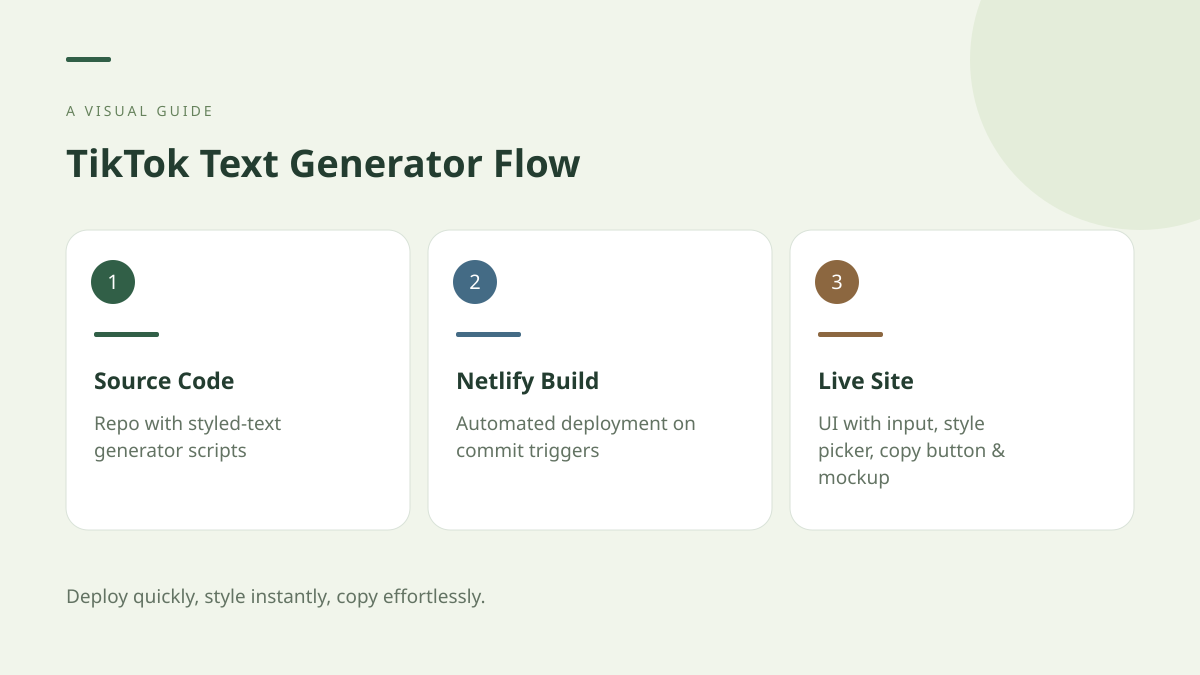 A VISUAL GUIDE
TikTok Text Generator Flow
1
Source Code
Repo with styled-text
generator scripts
2
Netlify Build
Automated deployment on
commit triggers
3
Live Site
UI with input, style
picker, copy button &
mockup
Deploy quickly, style instantly, copy effortlessly.